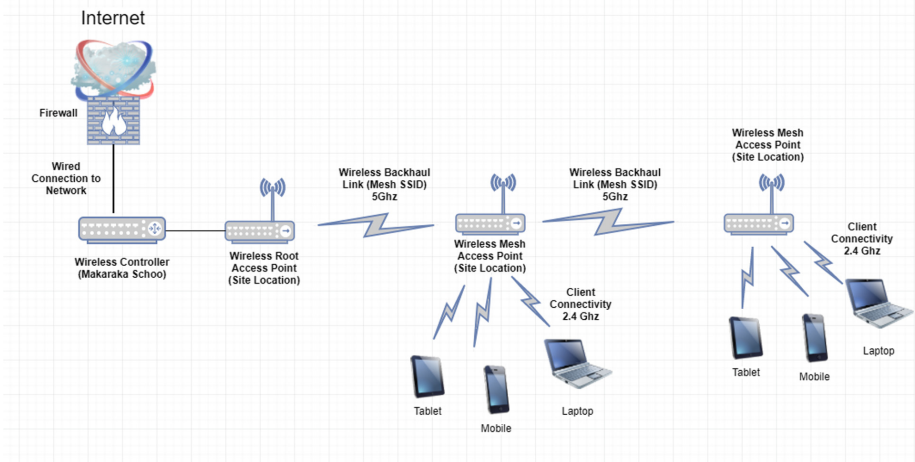 Internet
Firewall
Wired
Connection to
Network
Wireless Controller
(Makaraka Schoo)
Wireless Root
Access Point
(Site Location)
Wireless Backhaul
Link (Mesh SSID)
5Ghz
Wireless Mesh
Access Point
(Site Location)
Client
Connectivity
2.4 Ghz
Tablet
Mobile
Laptop
Wireless Backhaul
Link (Mesh SSID)
5Ghz
Wireless Mesh
Access Point
(Site Location)
Client
Connectivity
2.4 Ghz
Tablet
Mobile
Laptop